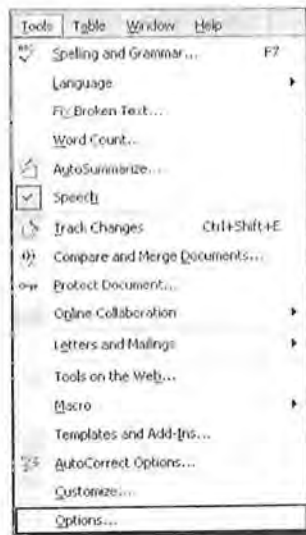 Tools Table Window Help
Spelling and Grammar... F7
Language
Fix Broken Text...
Word Count...
AutoSummarize...
Speech
Track Changes Ctrl+Shift+E
Compare and Merge Documents...
Protect Document...
Online Collaboration
Letters and Mailings
Tools on the Web...
Macro
Templates and Add-Ins...
AutoCorrect Options...
Customize...
Options...